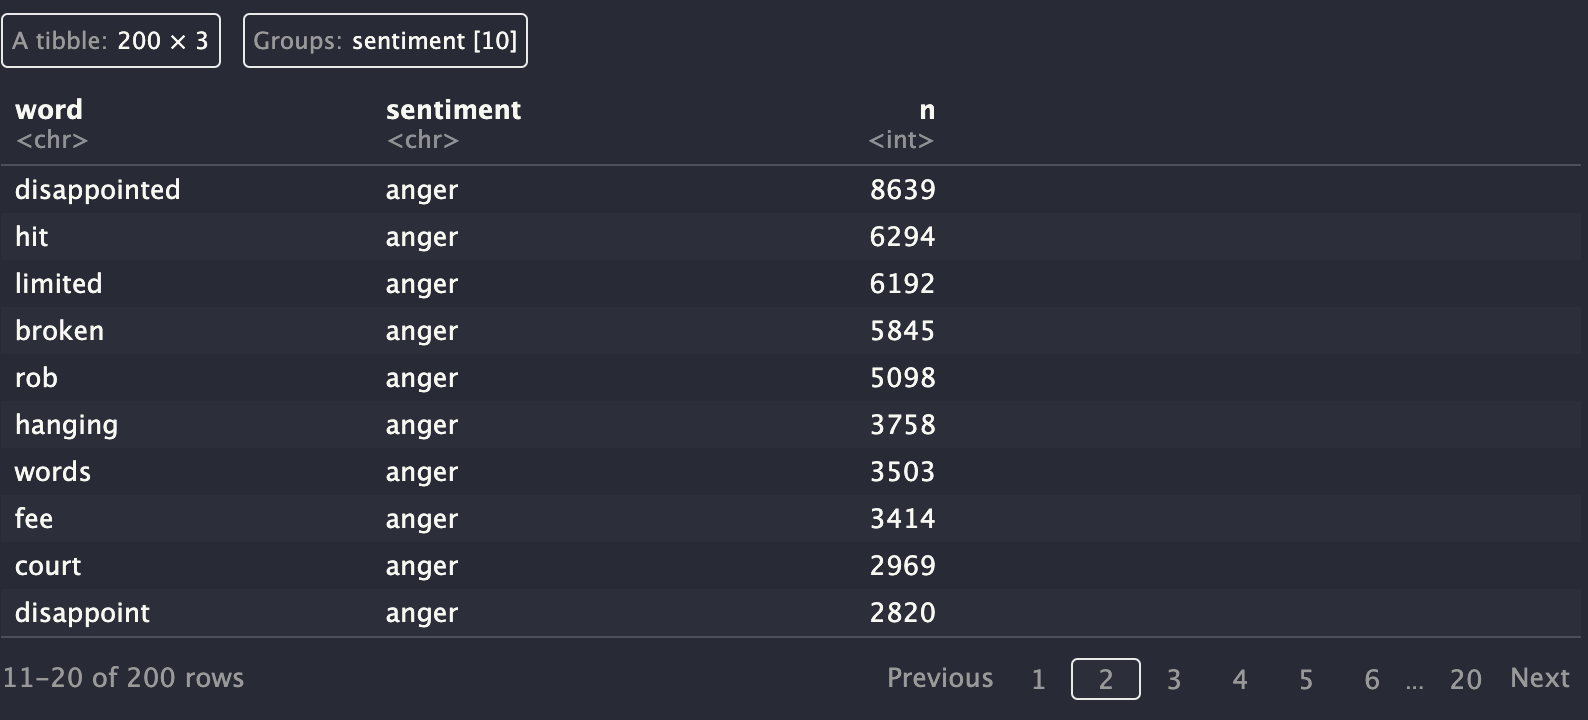 A tibble: 200 × 3 Groups: sentiment [10]
word sentiment n
<chr> <chr> <int>
disappointed anger 8639
hit anger 6294
limited anger 6192
broken anger 5845
rob anger 5098
hanging anger 3758
words anger 3503
fee anger 3414
court anger 2969
disappoint anger 2820
11–20 of 200 rows Previous 1 2 3 4 5 6 ... 20 Next